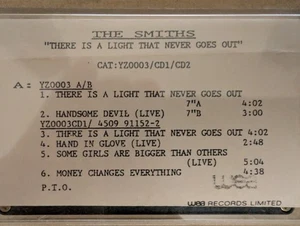 THE SMITHS
"THERE IS A LIGHT THAT NEVER GOES OUT"
CAT:YZ0003/CD1/CD2
A: YZ0003 A/B
1. THERE IS A LIGHT THAT NEVER GOES OUT
7"A 4:02
2. HANDSOME DEVIL (LIVE) 7"B 3:00
YZ0003CD1/ 4509 91152-2
3. THERE IS A LIGHT THAT NEVER GOES OUT 4:02
4. HAND IN GLOVE (LIVE) 2:48
5. SOME GIRLS ARE BIGGER THAN OTHERS
(LIVE) 5:04
6. MONEY CHANGES EVERYTHING 4:38
P.T.O. wea
wea RECORDS LIMITED